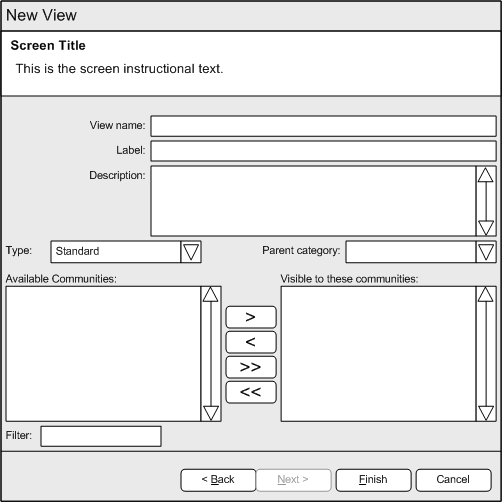 New View
Screen Title
This is the screen instructional text.
View name:
Label:
Description:
Type: Standard Parent category:
Available Communities: Visible to these communities:
>
<
>>
<<
Filter:
< Back Next > Finish Cancel